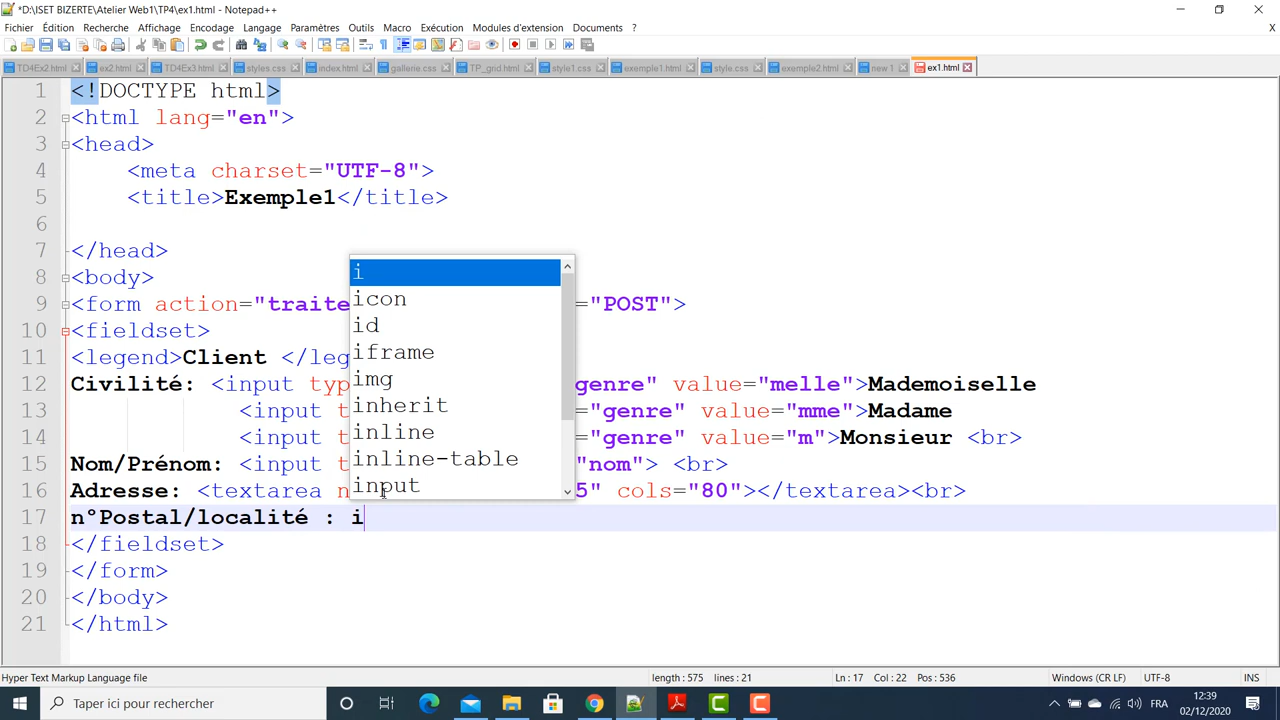 *D:\ISET BIZERTE\Atelier Web1\TP4\ex1.html - Notepad++
Fichier Édition Recherche Affichage Encodage Langage Paramètres Outils Macro Exécution Modules d'extension Documents ?
X
TD4Ex2.html ex2.html TD4Ex3.html styles.css index.html gallerie.css TP_grid.html style1.css exemple1.html style.css exemple2.html new 1 ex1.html
1 <!DOCTYPE html>
2 <html lang="en">
3 <head>
4 <meta charset="UTF-8">
5 <title>Exemple1</title>
6
7 </head>
8 <body>
9 <form action="traite ="POST">
10 <fieldset>
11 <legend>Client </leg
12 Civilité: <input typ genre" value="melle">Mademoiselle
13 <input t ="genre" value="mme">Madame
14 <input t ="genre" value="m">Monsieur <br>
15 Nom/Prénom: <input t "nom"> <br>
16 Adresse: <textarea n 5" cols="80"></textarea><br>
17 n°Postal/localité : i
18 </fieldset>
19 </form>
20 </body>
21 </html>
i
icon
id
iframe
img
inherit
inline
inline-table
input
Hyper Text Markup Language file length : 575 lines : 21 Ln : 17 Col : 22 Pos : 536 Windows (CR LF) UTF-8 INS
Taper ici pour rechercher
FRA
12:39
02/12/2020